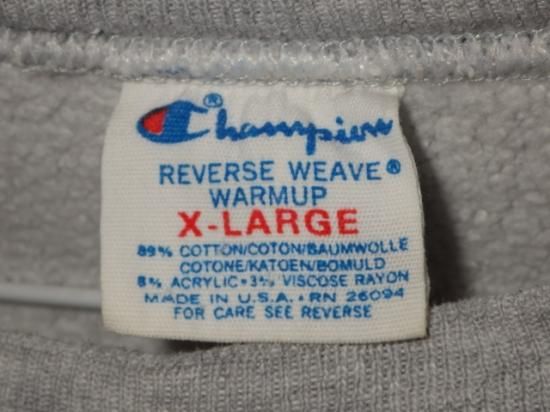 Champion®
REVERSE WEAVE®
WARMUP
X-LARGE
89% COTTON/COTON/BAUMWOLLE
COTONE/KATOEN/BOMULD
8% ACRYLIC • 3% VISCOSE RAYON
MADE IN U.S.A. • RN 26094
FOR CARE SEE REVERSE